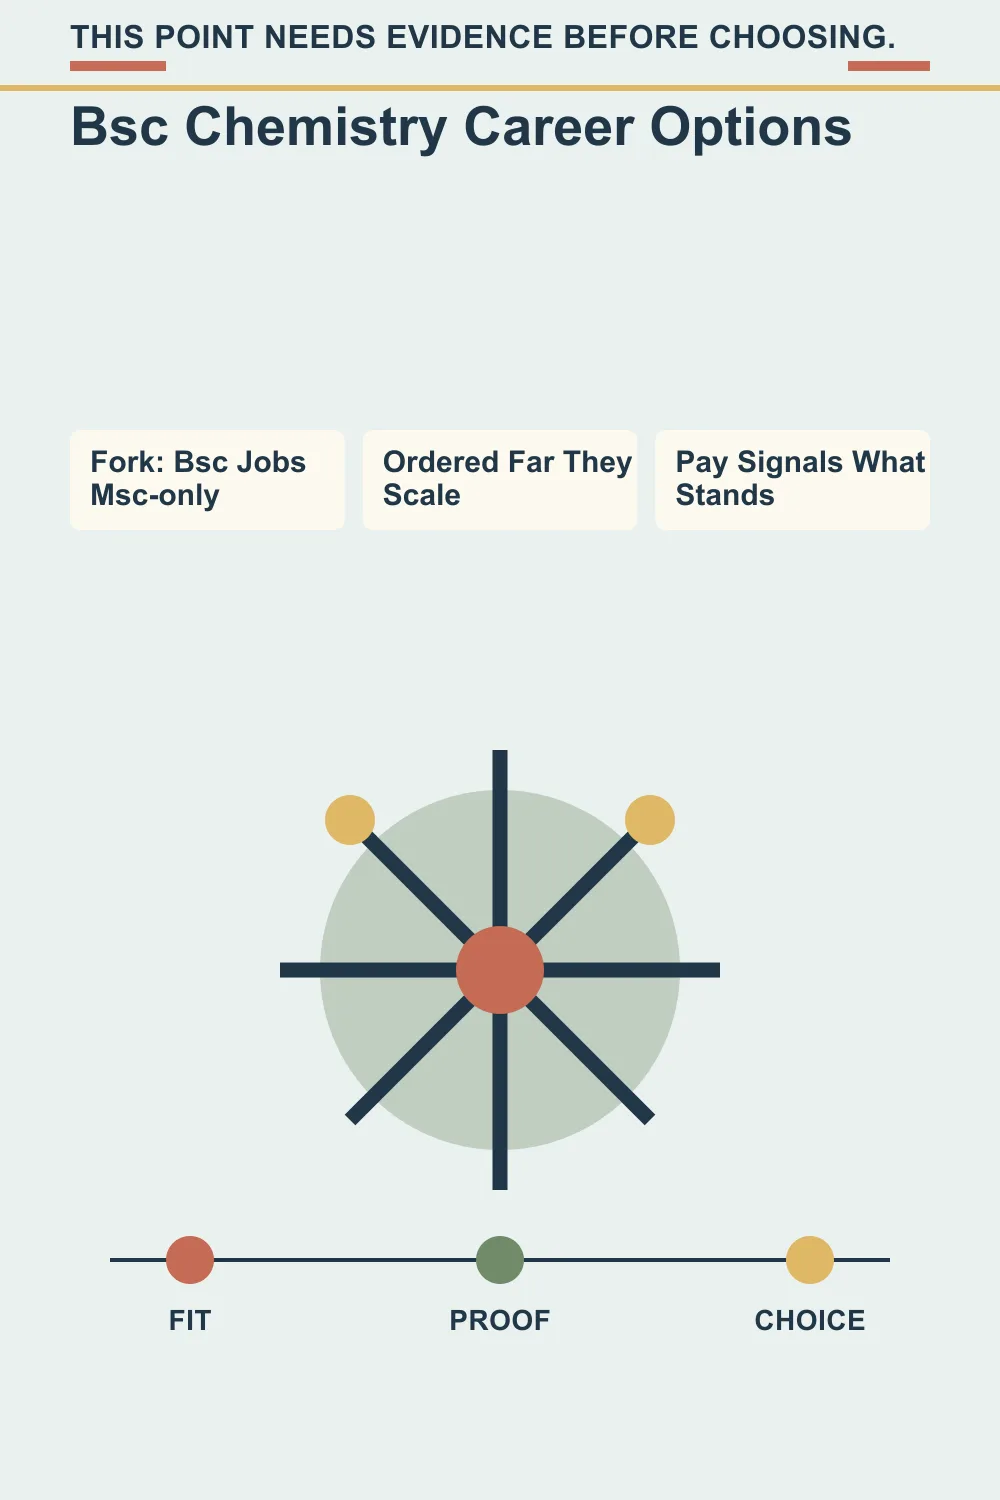 THIS POINT NEEDS EVIDENCE BEFORE CHOOSING.
Bsc Chemistry Career Options
Fork: Bsc Jobs
Msc-only
Ordered Far They
Scale
Pay Signals What
Stands
FIT
PROOF
CHOICE